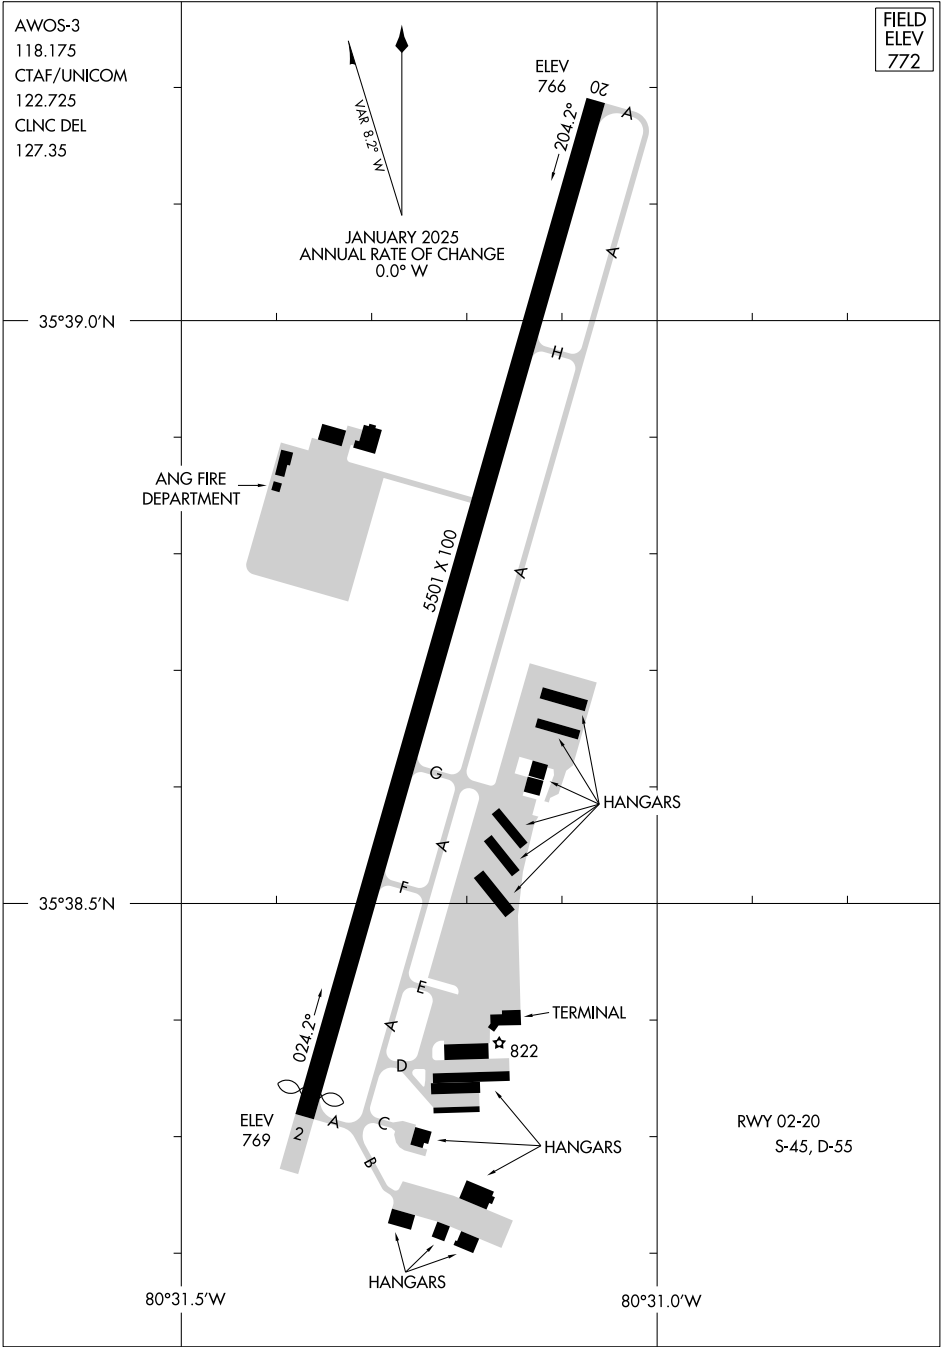 AWOS-3
118.175
CTAF/UNICOM
122.725
CLNC DEL
127.35
FIELD
ELEV
772
VAR 8.2° W
JANUARY 2025
ANNUAL RATE OF CHANGE
0.0° W
ELEV
766
20
204.2°
A
A
35°39.0'N
H
ANG FIRE
DEPARTMENT
5501 X 100
A
G
HANGARS
A
F
35°38.5'N
E
TERMINAL
024.2°
A
822
D
ELEV
769
2
A
C
B
HANGARS
RWY 02-20
S-45, D-55
HANGARS
80°31.5'W
80°31.0'W